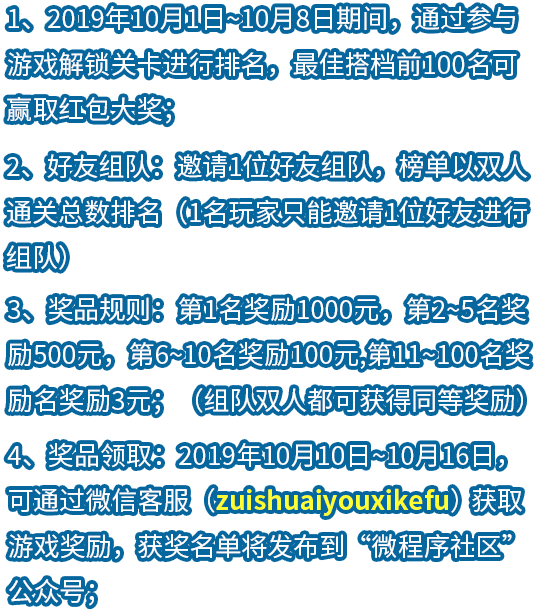 1、2019年10月1日~10月8日期间，通过参与
游戏解锁关卡进行排名，最佳搭档前100名可
赢取红包大奖；
2、好友组队：邀请1位好友组队，榜单以双人
通关总数排名（1名玩家只能邀请1位好友进行
组队）
3、奖品规则：第1名奖励1000元，第2~5名奖
励500元，第6~10名奖励100元,第11~100名奖
励名奖励3元；（组队双人都可获得同等奖励）
4、奖品领取：2019年10月10日~10月16日，
可通过微信客服（zuishuaiyouxikefu）获取
游戏奖励，获奖名单将发布到“微程序社区”
公众号；